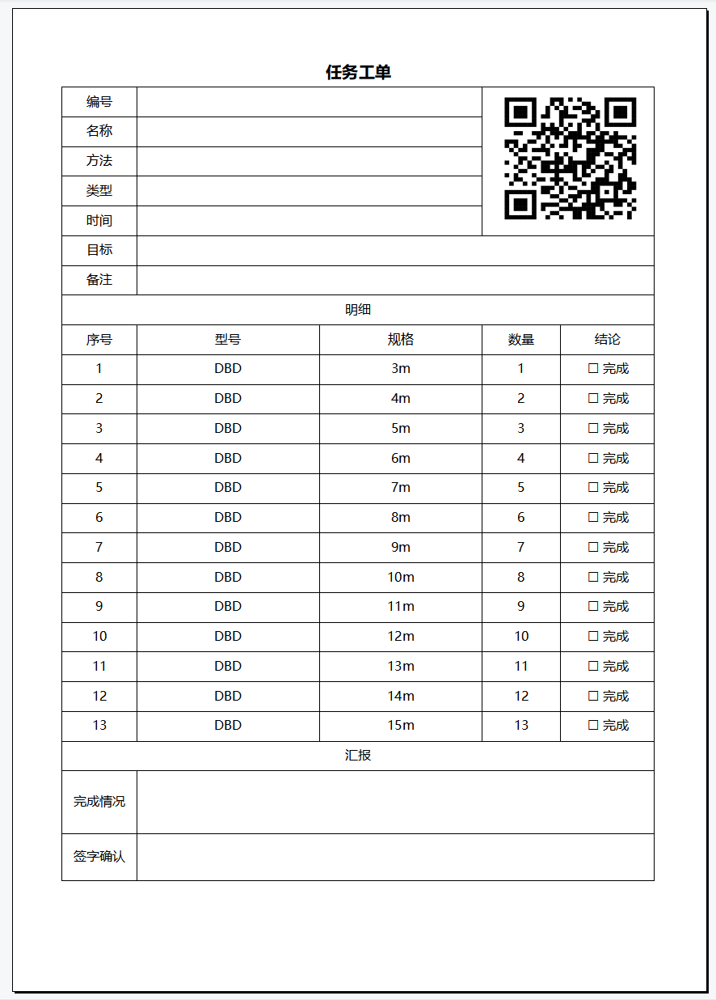 任务工单
编号
名称
方法
类型
时间
目标
备注
明细
序号 型号 规格 数量 结论
1 DBD 3m 1 ☐ 完成
2 DBD 4m 2 ☐ 完成
3 DBD 5m 3 ☐ 完成
4 DBD 6m 4 ☐ 完成
5 DBD 7m 5 ☐ 完成
6 DBD 8m 6 ☐ 完成
7 DBD 9m 7 ☐ 完成
8 DBD 10m 8 ☐ 完成
9 DBD 11m 9 ☐ 完成
10 DBD 12m 10 ☐ 完成
11 DBD 13m 11 ☐ 完成
12 DBD 14m 12 ☐ 完成
13 DBD 15m 13 ☐ 完成
汇报
完成情况
签字确认